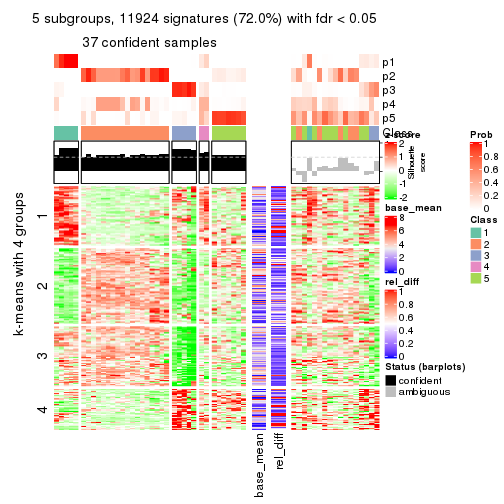 5 subgroups, 11924 signatures (72.0%) with fdr < 0.05
37 confident samples
p1
p2
p3
p4
p5
Class
z-score
2
1
0
-1
-2
Silhouette
score
Prob
1
0.8
0.6
0.4
0.2
0
base_mean
8
6
4
2
0
Class
1
2
3
4
5
rel_diff
1
0.8
0.6
0.4
0.2
0
Status (barplots)
confident
ambiguous
k-means with 4 groups
1
2
3
4
base_mean
rel_diff